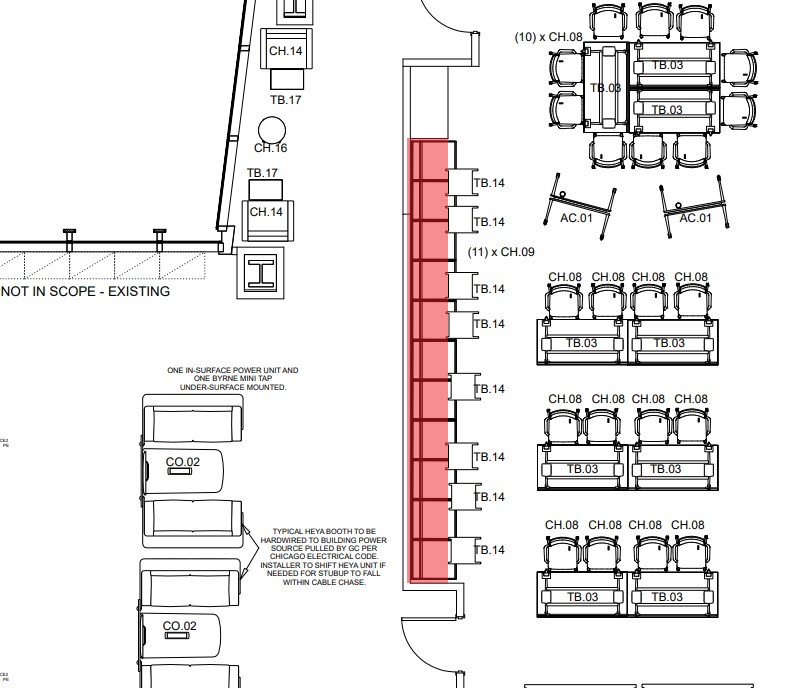 CH.14
TB.17
CH.16
TB.17
CH.14
NOT IN SCOPE - EXISTING
(10) x CH.08
TB.03
TB.03
TB.03
AC.01
AC.01
TB.14
TB.14
(11) x CH.09
TB.14
TB.14
TB.14
TB.14
TB.14
TB.14
CH.08 CH.08 CH.08 CH.08
TB.03 TB.03
CH.08 CH.08 CH.08 CH.08
TB.03 TB.03
CH.08 CH.08 CH.08 CH.08
TB.03 TB.03
ONE IN-SURFACE POWER UNIT AND
ONE BYRNE MINI TAP
UNDER-SURFACE MOUNTED.
CO.02
TYPICAL HEYA BOOTH TO BE
HARDWIRED TO BUILDING POWER
SOURCE PULLED BY GC PER
CHICAGO ELECTRICAL CODE.
INSTALLER TO SHIFT HEYA UNIT IF
NEEDED FOR STUBUP TO FALL
WITHIN CABLE CHASE.
CO.02